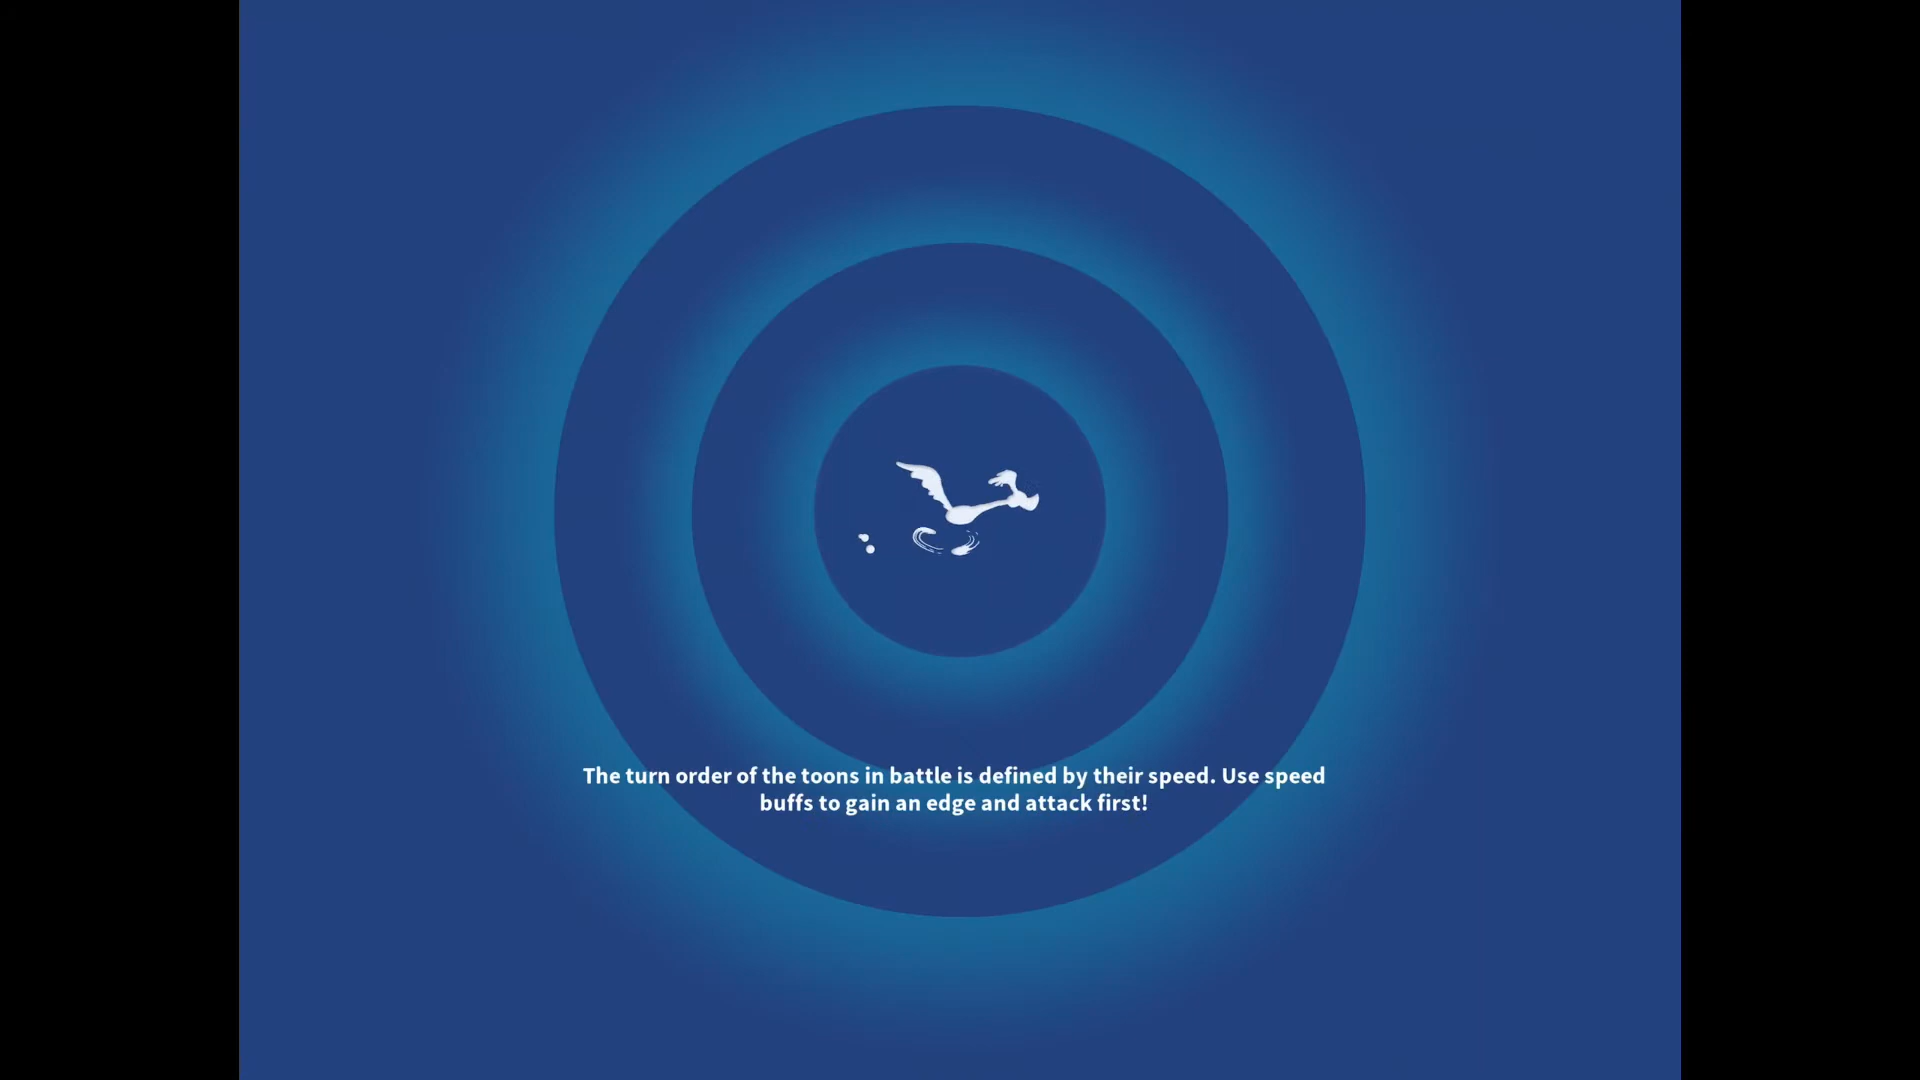 The turn order of the toons in battle is defined by their speed. Use speed
buffs to gain an edge and attack first!